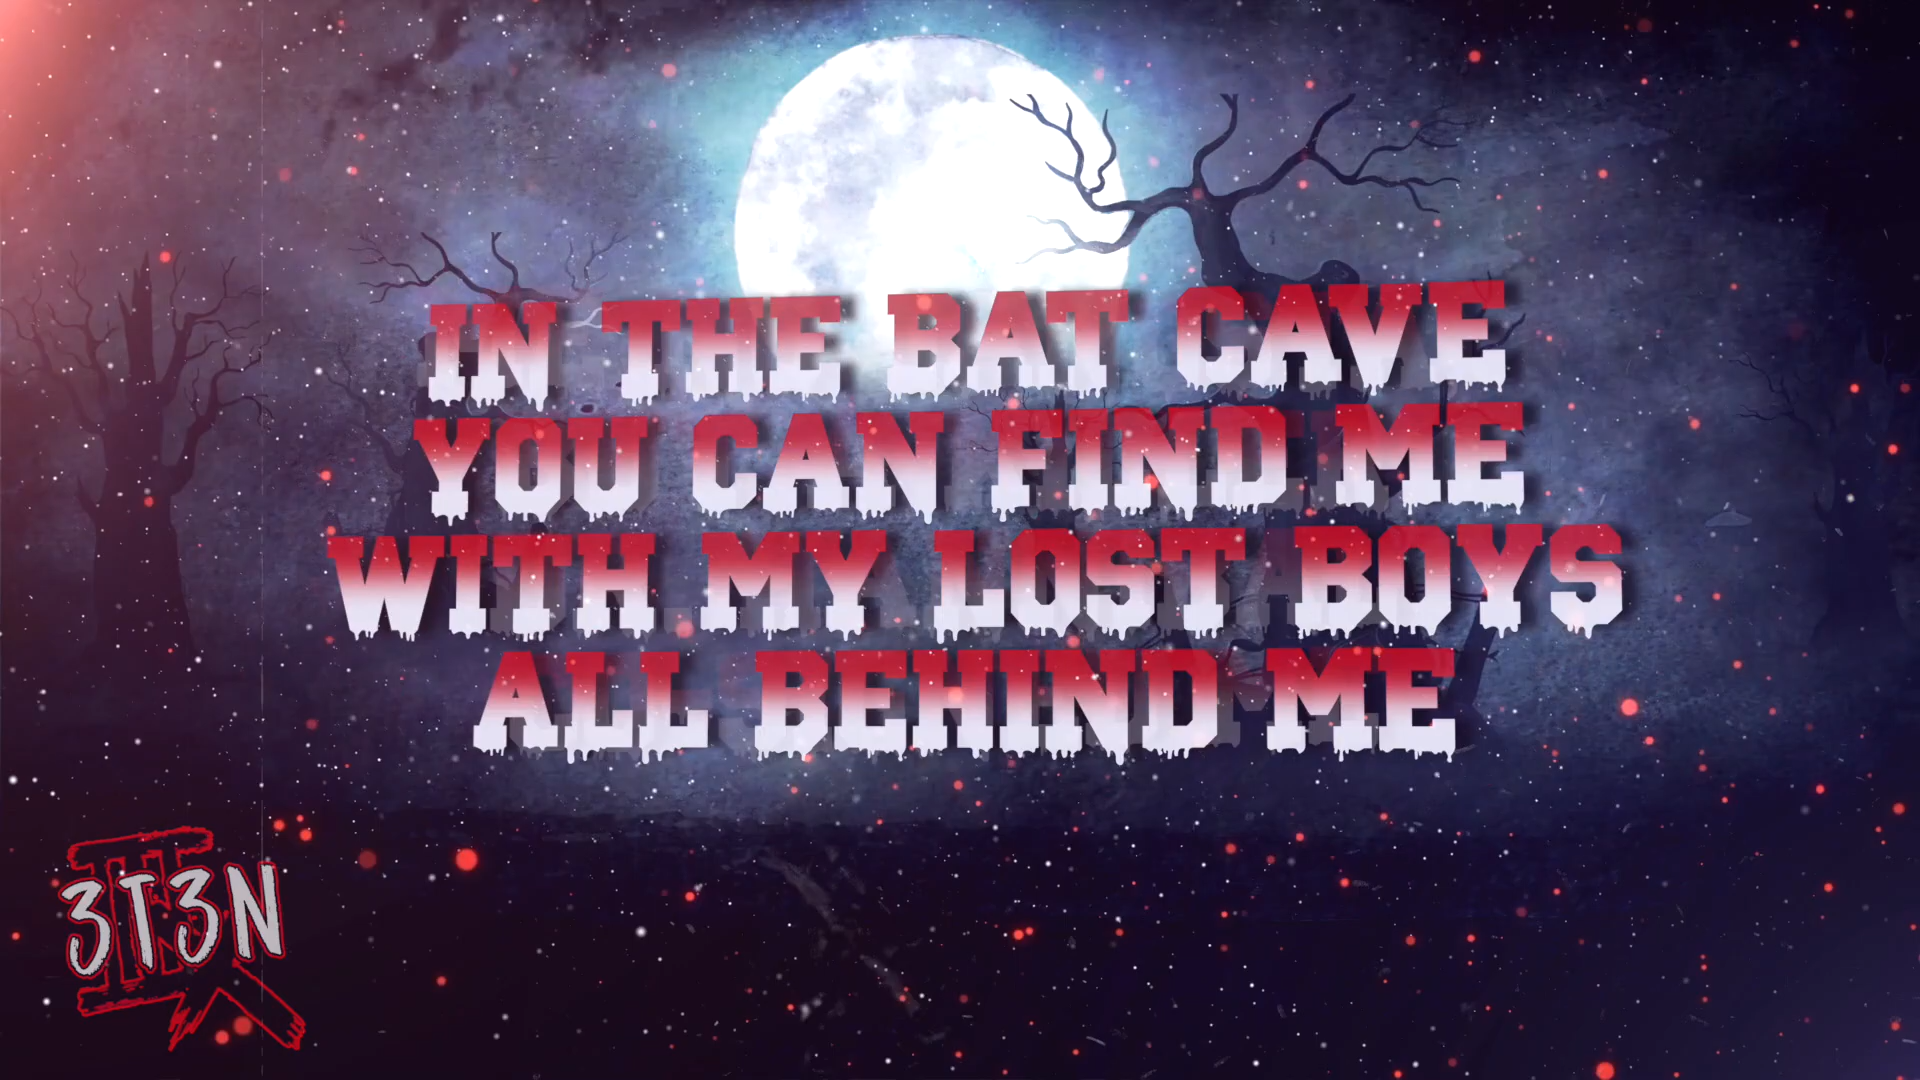 IN THE BAT CAVE
YOU CAN FIND ME
WITH MY LOST BOYS
ALL BEHIND ME
3T3N